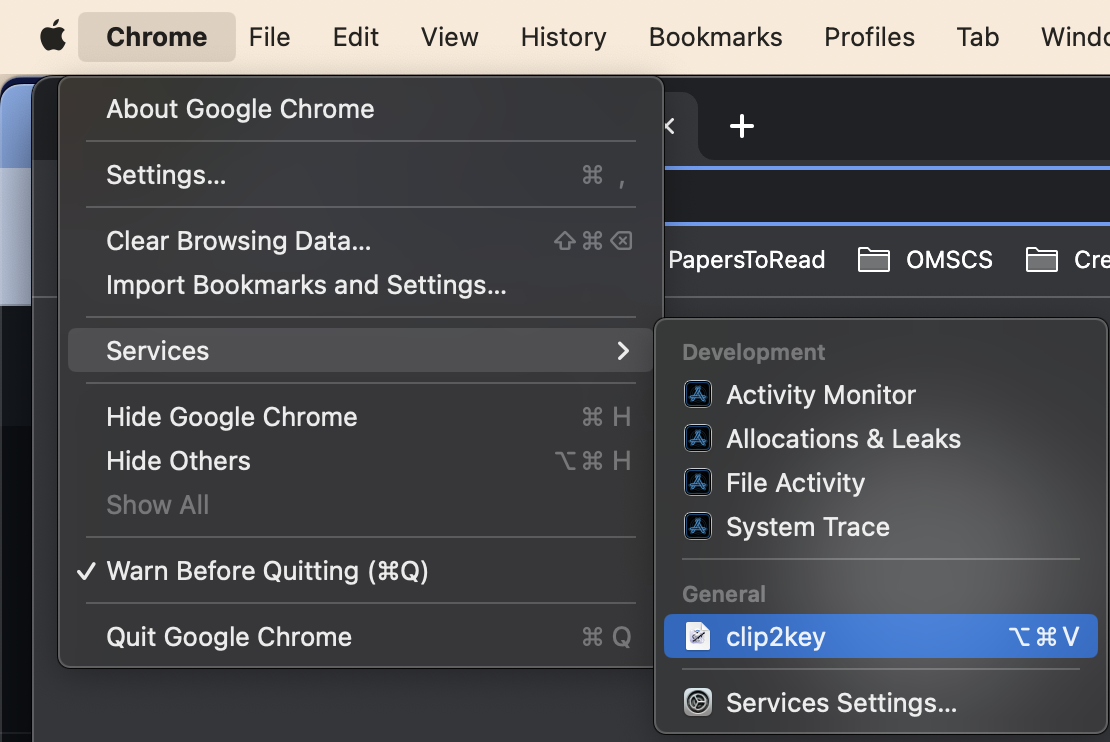 Chrome File Edit View History Bookmarks Profiles Tab
About Google Chrome
Settings... ⌘ ,
Clear Browsing Data... ⇧⌘⌫
Import Bookmarks and Settings...
Services
Hide Google Chrome ⌘ H
Hide Others ⌥⌘ H
Show All
✓ Warn Before Quitting (⌘Q)
Quit Google Chrome ⌘ Q
PapersToRead OMSCS
Development
Activity Monitor
Allocations & Leaks
File Activity
System Trace
General
clip2key ⌥⌘V
Services Settings...